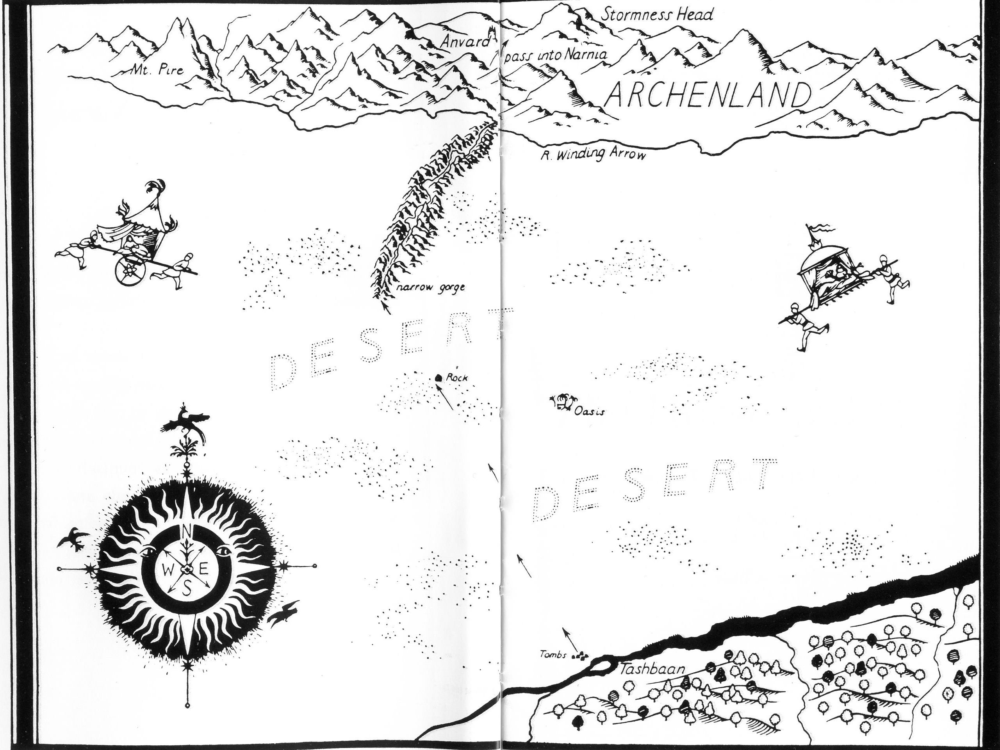 Stormness Head
Anvard
pass into Narnia
Mt. Pire
ARCHENLAND
R. Winding Arrow
narrow gorge
DESERT
Rock
Oasis
DESERT
N
W E
S
Tombs
Tashbaan